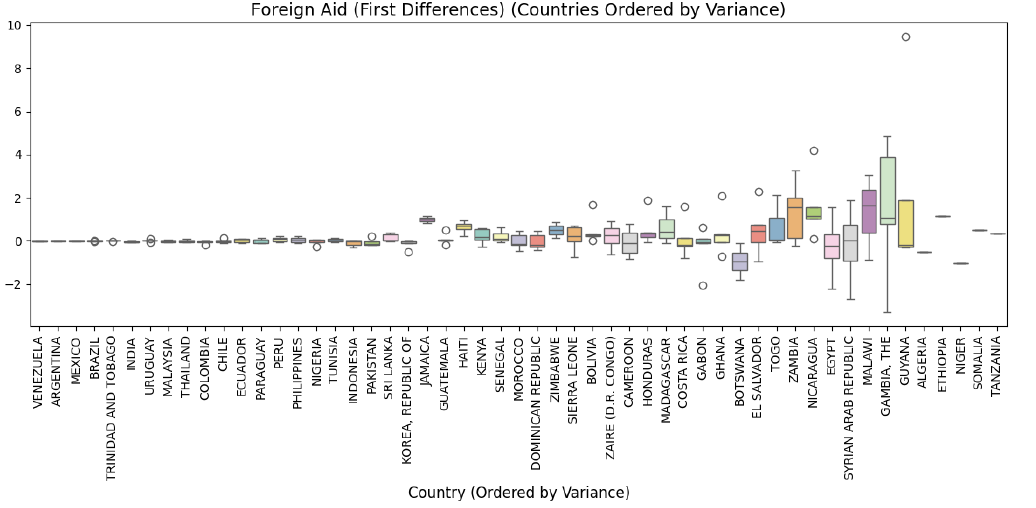 Foreign Aid (First Differences) (Countries Ordered by Variance)
10
8
6
4
2
0
−2
VENEZUELA
ARGENTINA
MEXICO
BRAZIL
TRINIDAD AND TOBAGO
INDIA
URUGUAY
MALAYSIA
THAILAND
COLOMBIA
CHILE
ECUADOR
PARAGUAY
PERU
PHILIPPINES
NIGERIA
TUNISIA
INDONESIA
PAKISTAN
SRI LANKA
KOREA, REPUBLIC OF
JAMAICA
GUATEMALA
HAITI
KENYA
SENEGAL
MOROCCO
DOMINICAN REPUBLIC
ZIMBABWE
SIERRA LEONE
BOLIVIA
ZAIRE (D.R. CONGO)
CAMEROON
HONDURAS
MADAGASCAR
COSTA RICA
GABON
GHANA
BOTSWANA
EL SALVADOR
TOGO
ZAMBIA
NICARAGUA
EGYPT
SYRIAN ARAB REPUBLIC
MALAWI
GAMBIA, THE
GUYANA
ALGERIA
ETHIOPIA
NIGER
SOMALIA
TANZANIA
Country (Ordered by Variance)